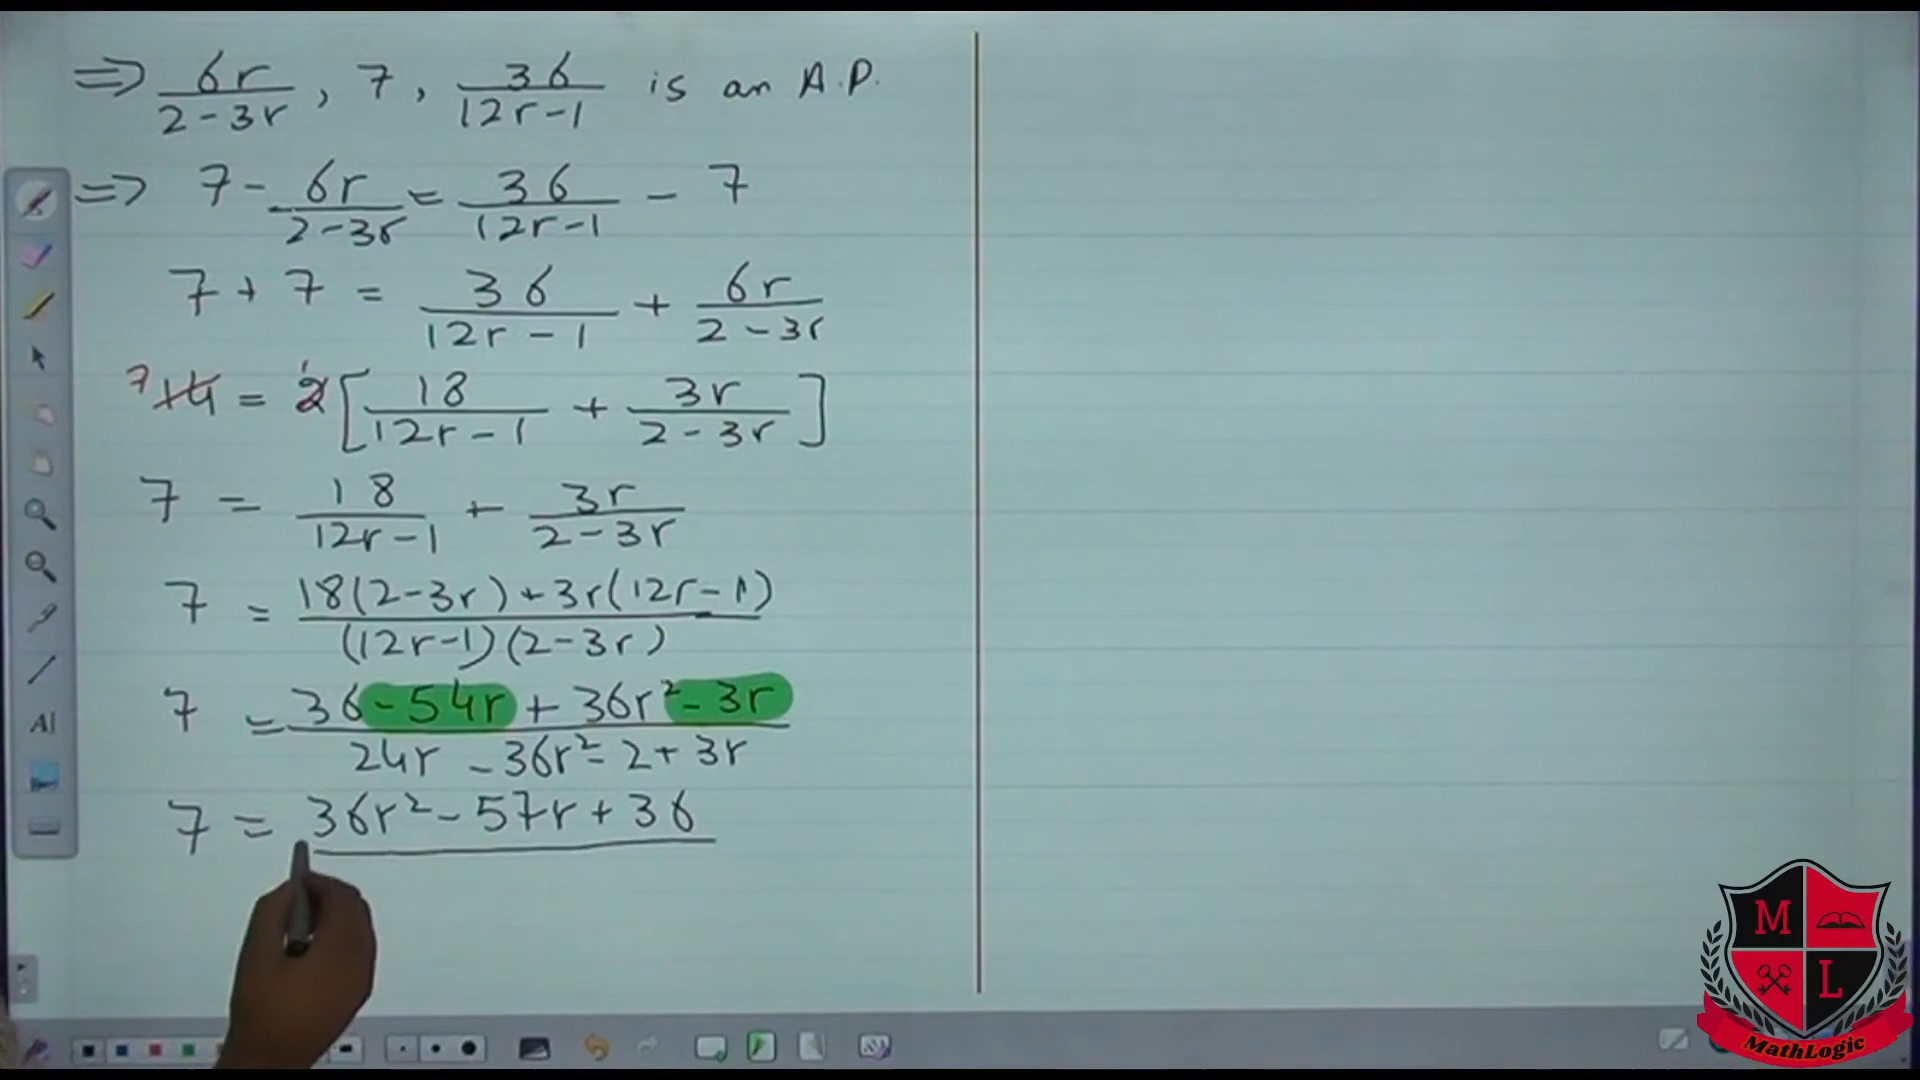 ⇒ 6r/(2-3r), 7, 36/(12r-1) is an A.P.
⇒ 7 - 6r/(2-3r) = 36/(12r-1) - 7
7 + 7 = 36/(12r-1) + 6r/(2-3r)
7 14 = 1 2 [18/(12r-1) + 3r/(2-3r)]
7 = 18/(12r-1) + 3r/(2-3r)
7 = (18(2-3r) + 3r(12r-1))/((12r-1)(2-3r))
7 = (36 - 54r + 36r² - 3r)/(24r - 36r² - 2 + 3r)
7 = 36r² - 57r + 36
A
M
L
MathLogic